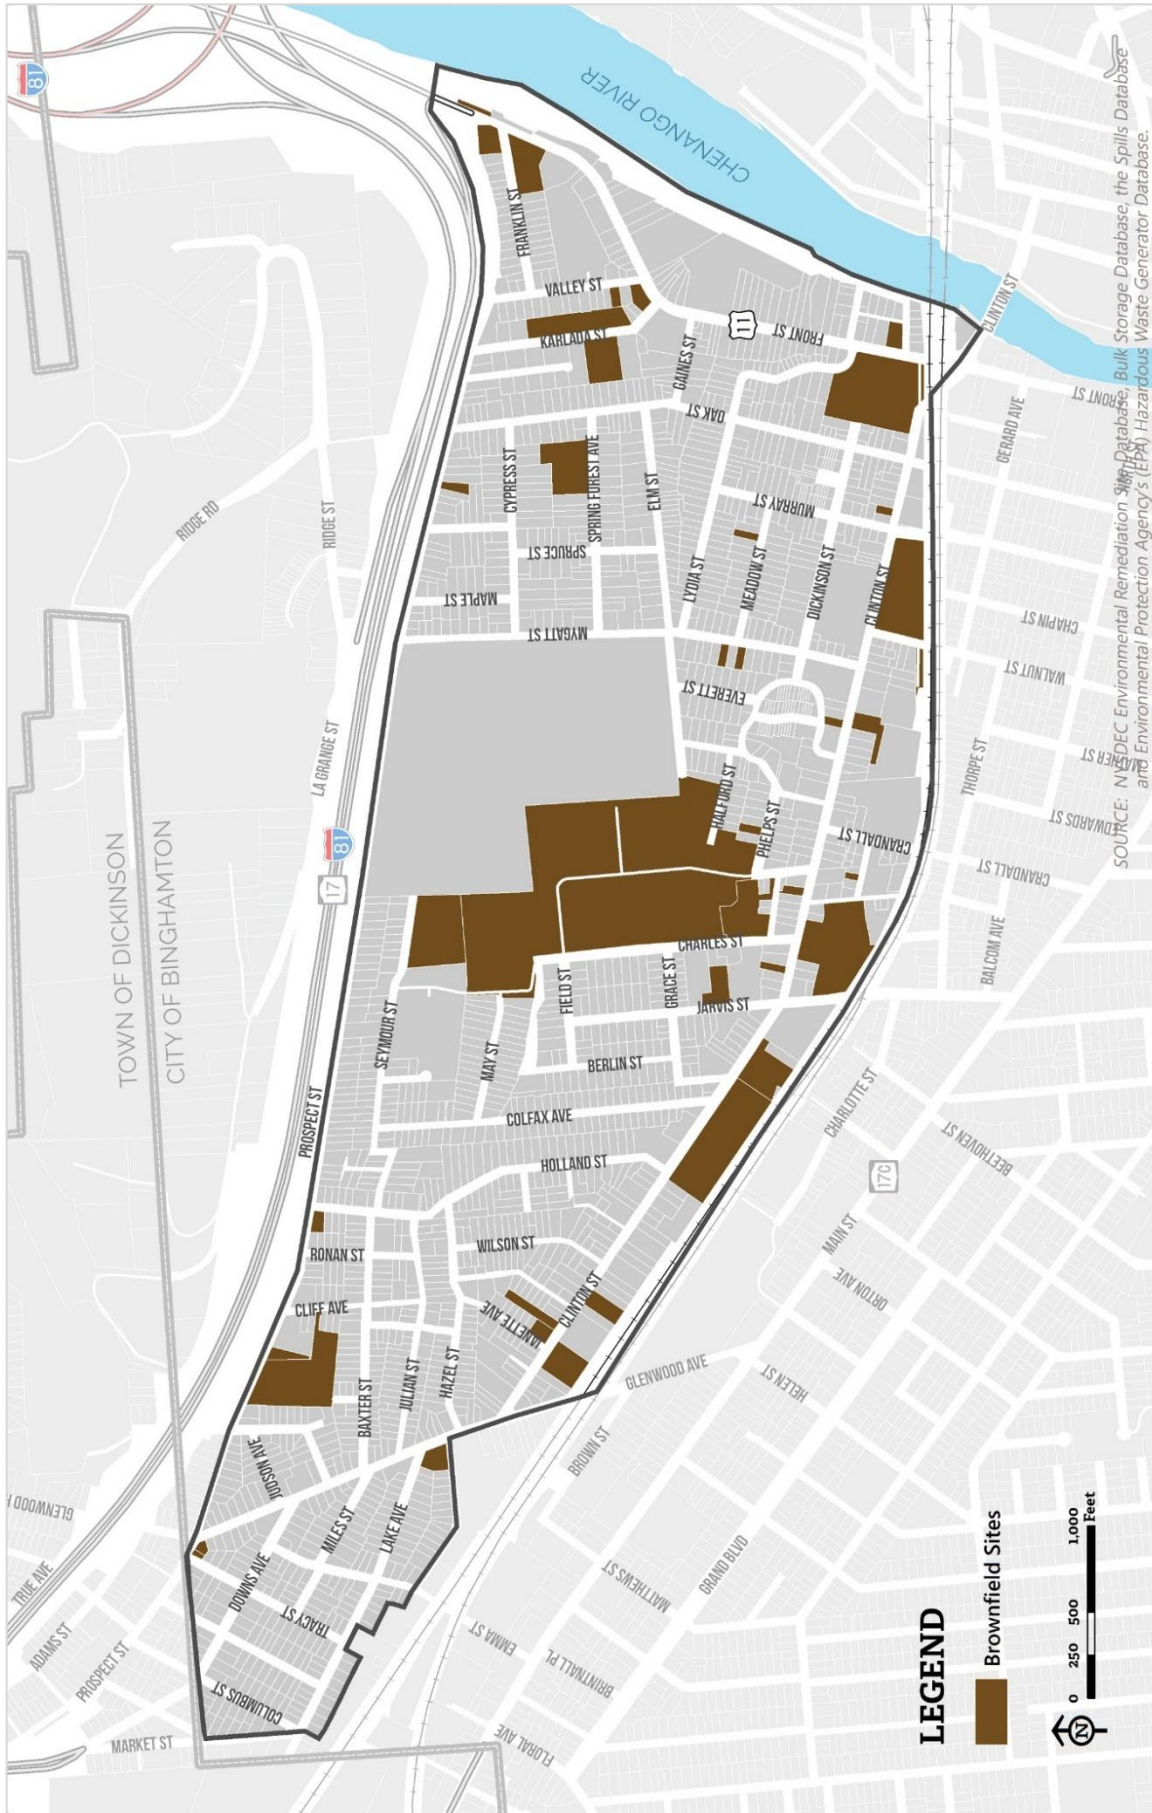 81
CHENANGO RIVER
TOWN OF DICKINSON
CITY OF BINGHAMTON
RIDGE RD
RIDGE ST
LA GRANGE ST
17
81
PROSPECT ST
FRANKLIN ST
VALLEY ST
KARLADA ST
GAINES ST
11
FRONT ST
OAK ST
CYPRESS ST
SPRING FOREST AVE
ELM ST
SPRUCE ST
MAPLE ST
MYGATT ST
LYDIA ST
MURRAY ST
MEADOW ST
DICKINSON ST
CLINTON ST
EVERETT ST
HALFORD ST
PHELPS ST
CRANDALL ST
CHARLES ST
FIELD ST
GRACE ST
JARVIS ST
SEYMOUR ST
MAY ST
BERLIN ST
COLFAX AVE
HOLLAND ST
RONAN ST
WILSON ST
CLIFF AVE
JANETTE AVE
CLINTON ST
BAXTER ST
JULIAN ST
HAZEL ST
JUDSON AVE
MILES ST
LAKE AVE
DOWNS AVE
TRACY ST
COLUMBUS ST
GLENWOOD
TRUE AVE
ADAMS ST
PROSPECT ST
MARKET ST
CLINTON ST
FRONT ST
GERARD AVE
CHAPIN ST
WALNUT ST
THORPE ST
EDWARDS ST
CRANDALL ST
BALCOM AVE
CHARLOTTE ST
BEETHOVEN ST
17C
MAIN ST
ORTON AVE
HELEN ST
GLENWOOD AVE
BROWN ST
MATTHEWS ST
GRAND BLVD
EMMA ST
BRINTNALL PL
FLORAL AVE
LEGEND
Brownfield Sites
N
0 250 500 1,000
Feet
SOURCE: NYSDEC Environmental Remediation Site Database, Bulk Storage Database, the Spills Database
and Environmental Protection Agency's (EPA) Hazardous Waste Generator Database.